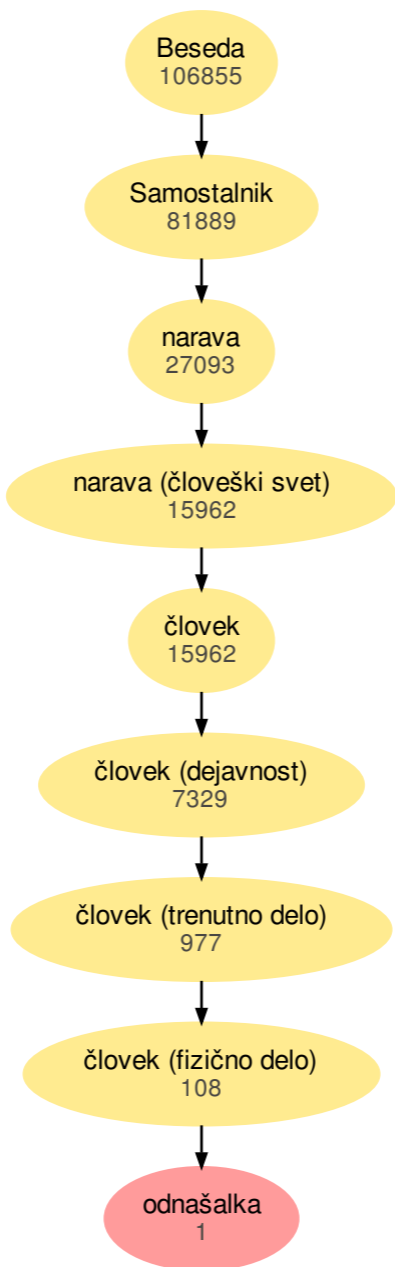 Beseda
106855
Samostalnik
81889
narava
27093
narava (človeški svet)
15962
človek
15962
človek (dejavnost)
7329
človek (trenutno delo)
977
človek (fizično delo)
108
odnašalka
1